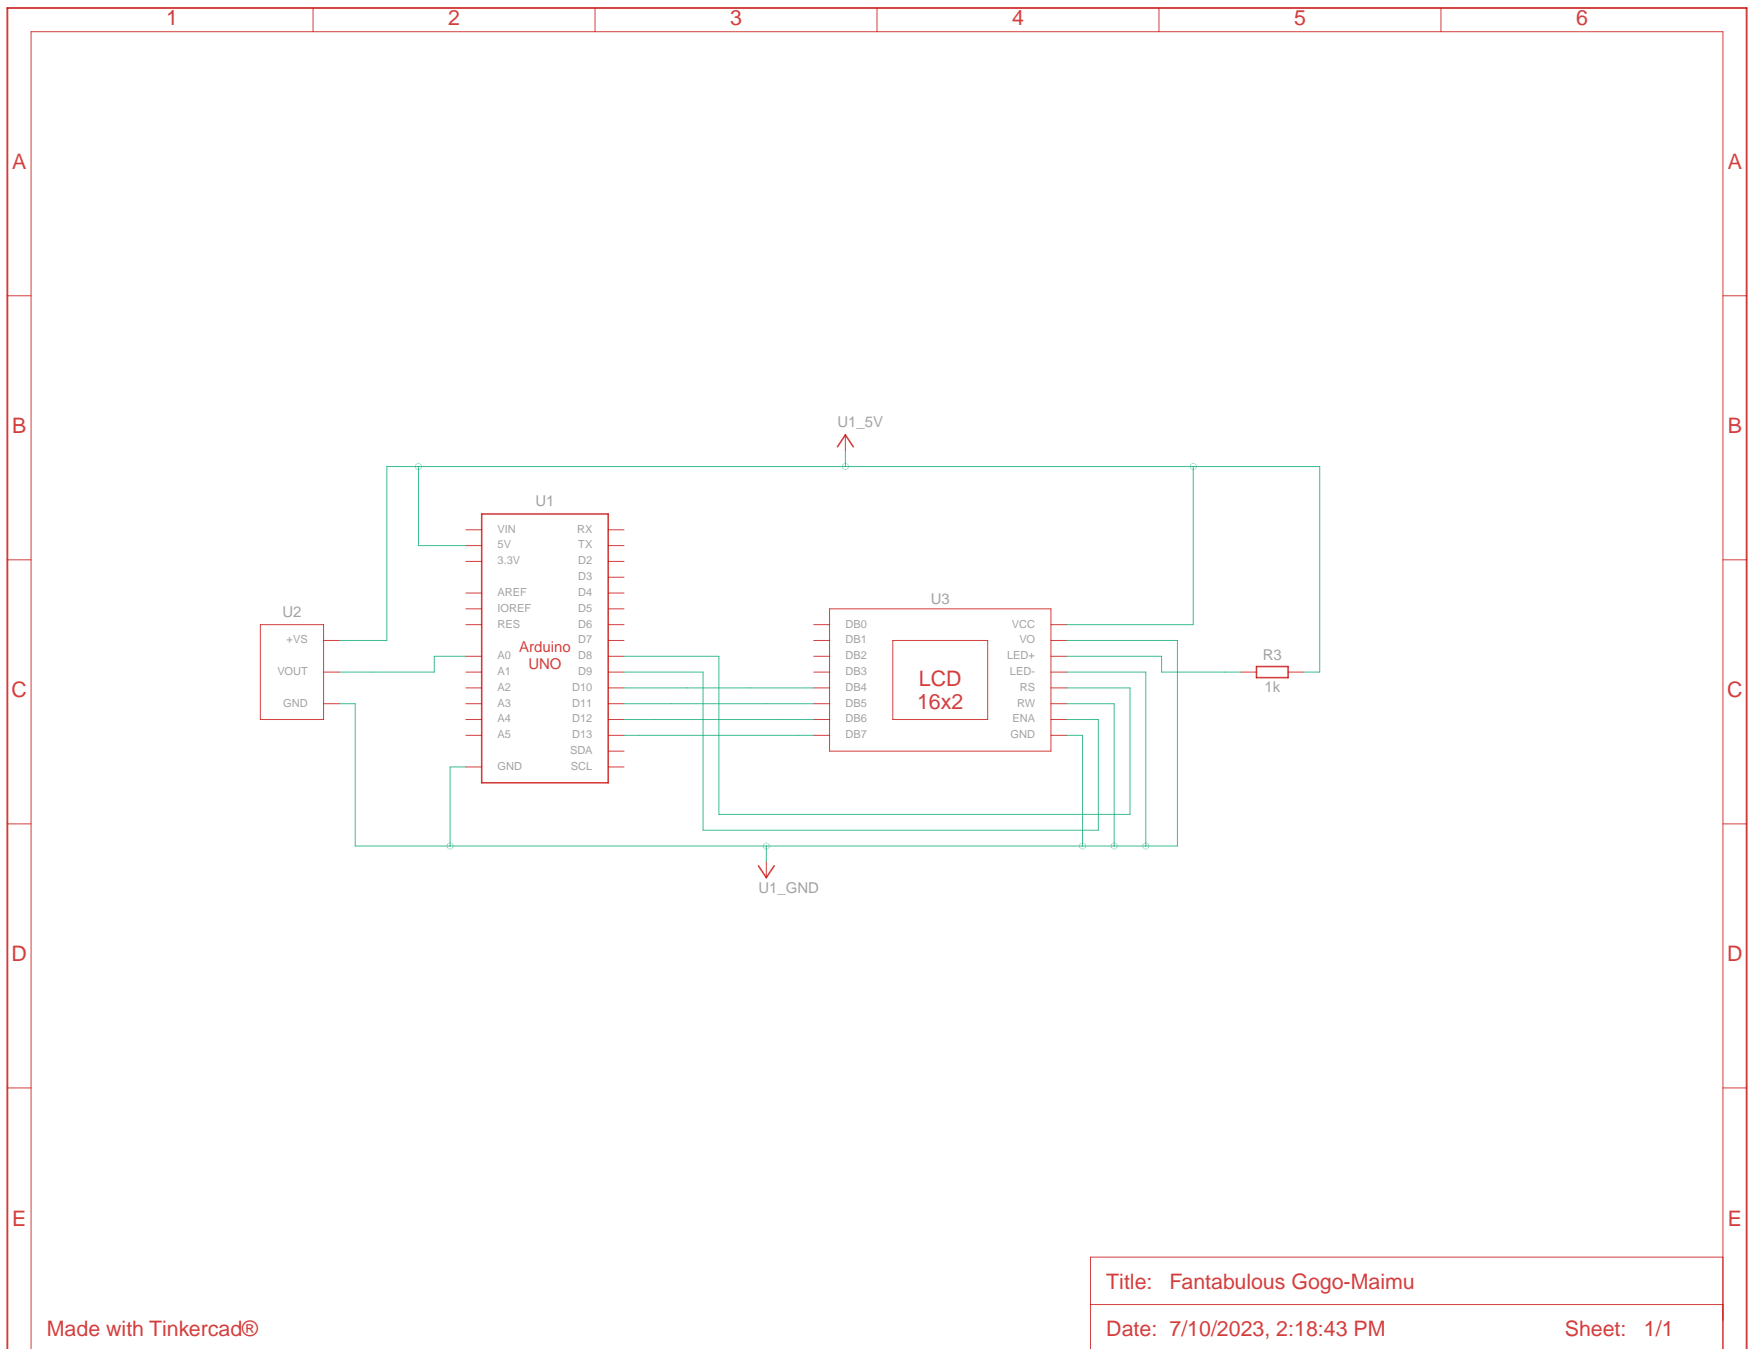 1 2 3 4 5 6
A A
B B
U1_5V
U1
VIN RX
5V TX
3.3V D2
D3
AREF D4
IOREF D5
RES D6
D7
A0 D8
A1 D9
A2 D10
A3 D11
A4 D12
A5 D13
SDA
GND SCL
Arduino
UNO
U2
+VS
VOUT
GND
U3
DB0 VCC
DB1 VO
DB2 LED+
DB3 LED-
DB4 RS
DB5 RW
DB6 ENA
DB7 GND
LCD
16x2
R3
1k
C C
U1_GND
D D
E E
Title: Fantabulous Gogo-Maimu
Made with Tinkercad®
Date: 7/10/2023, 2:18:43 PM Sheet: 1/1